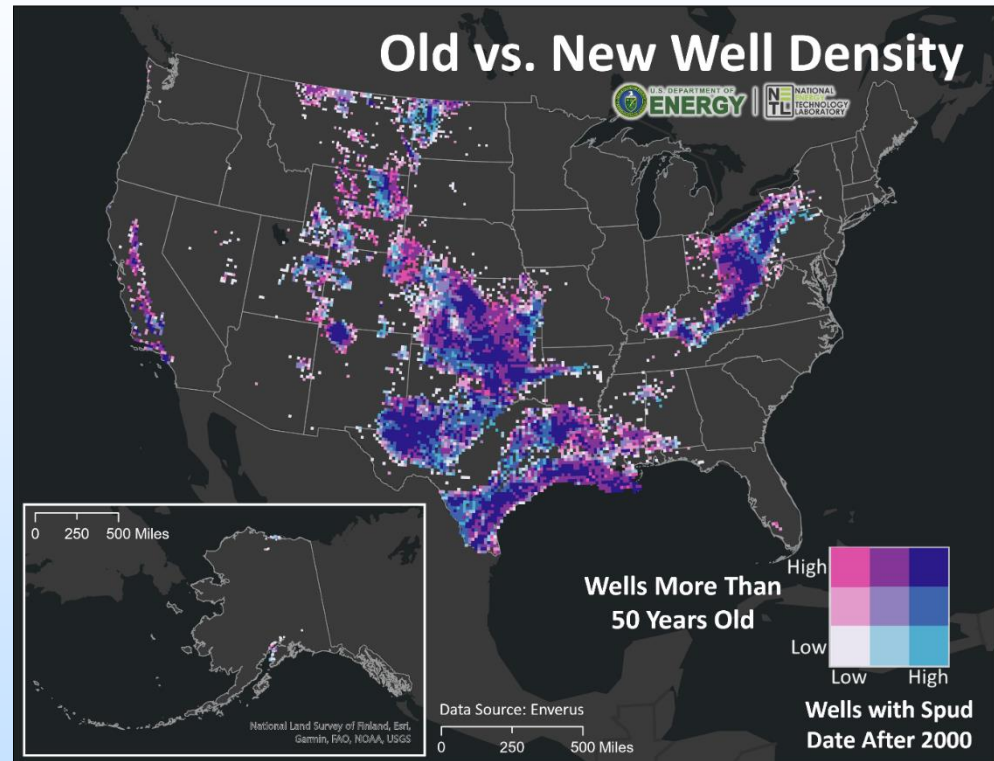 Old vs. New Well Density
U.S. DEPARTMENT OF
ENERGY
NETL
NATIONAL
ENERGY
TECHNOLOGY
LABORATORY
0 250 500 Miles
National Land Survey of Finland, Esri,
Garmin, FAO, NOAA, USGS
Data Source: Enverus
0 250 500 Miles
Wells More Than
50 Years Old
High
Low
Low High
Wells with Spud
Date After 2000